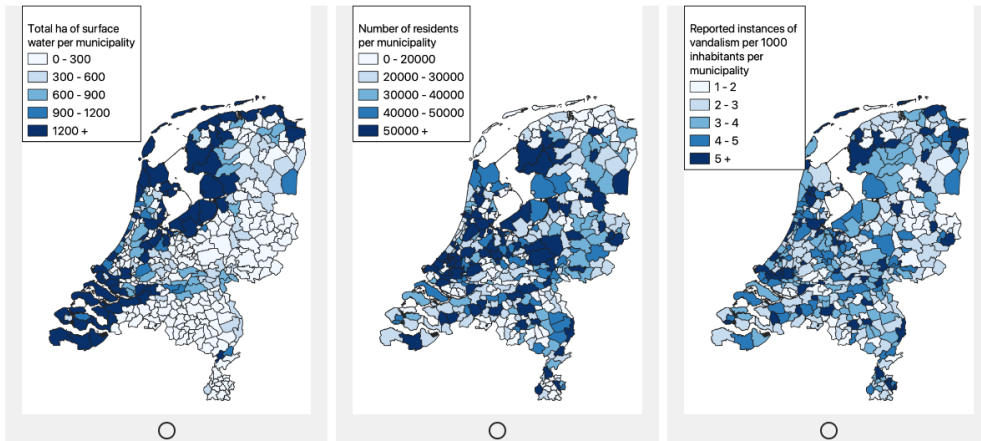 Total ha of surface
water per municipality
0 - 300
300 - 600
600 - 900
900 - 1200
1200 +
Number of residents
per municipality
0 - 20000
20000 - 30000
30000 - 40000
40000 - 50000
50000 +
Reported instances of
vandalism per 1000
inhabitants per
municipality
1 - 2
2 - 3
3 - 4
4 - 5
5 +